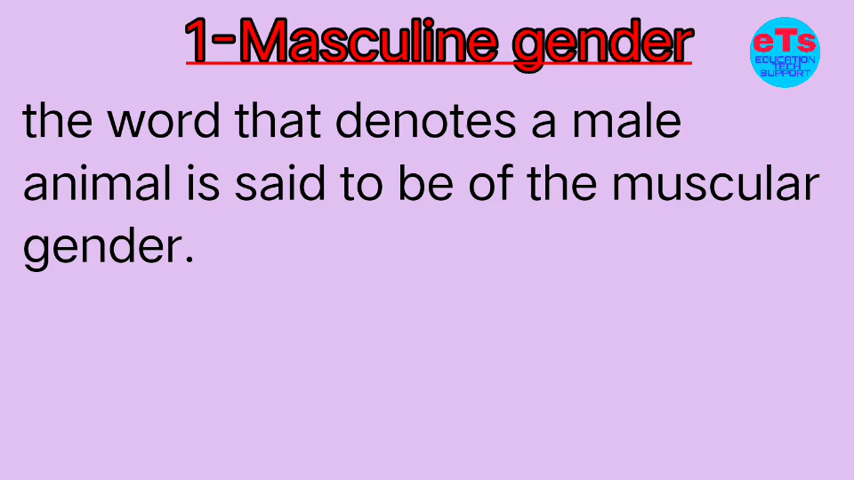 1-Masculine gender
eTs
EDUCATION
TECH
SUPPORT
the word that denotes a male
animal is said to be of the muscular
gender.